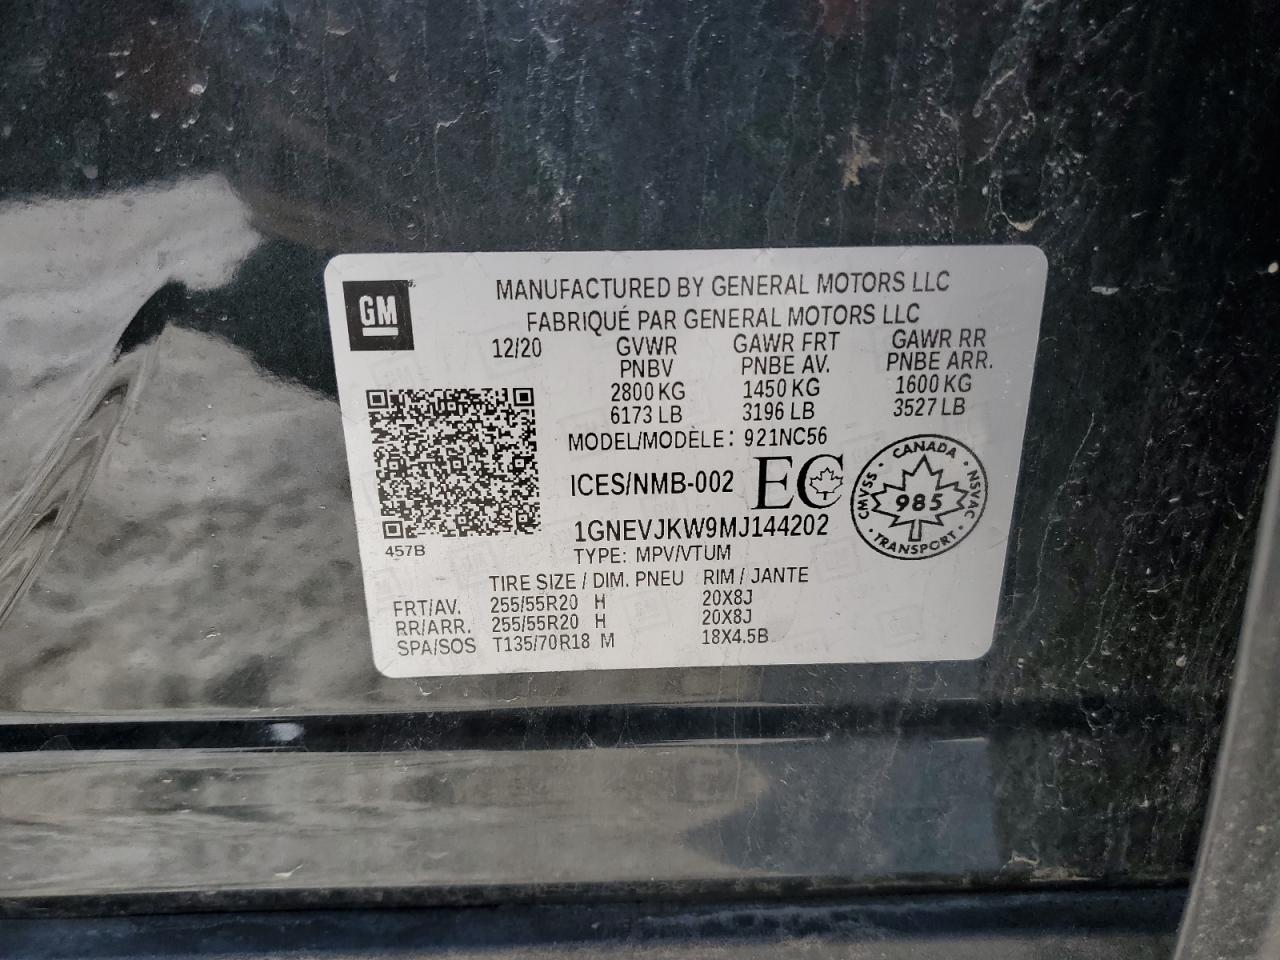 GM
MANUFACTURED BY GENERAL MOTORS LLC
FABRIQUÉ PAR GENERAL MOTORS LLC
12/20 GVWR GAWR FRT GAWR RR
PNBV PNBE AV. PNBE ARR.
2800 KG 1450 KG 1600 KG
6173 LB 3196 LB 3527 LB
MODEL/MODÈLE: 921NC56
ICES/NMB-002 EC
CANADA
CMVSS · NSVAC
985
TRANSPORT
1GNEVJKW9MJ144202
457B
TYPE: MPV/VTUM
TIRE SIZE / DIM. PNEU RIM / JANTE
FRT/AV. 255/55R20 H 20X8J
RR/ARR. 255/55R20 H 20X8J
SPA/SOS T135/70R18 M 18X4.5B